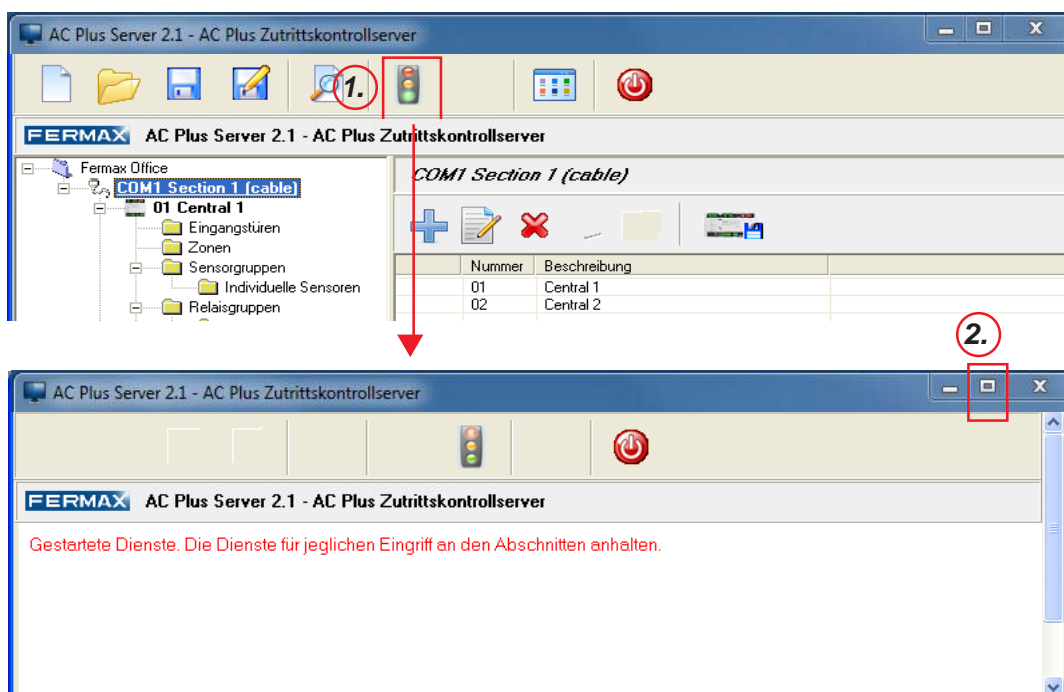 AC Plus Server 2.1 - AC Plus Zutrittskontrollserver
1.
FERMAX AC Plus Server 2.1 - AC Plus Zutrittskontrollserver
Fermax Office
COM1 Section 1 (cable)
01 Central 1
Eingangstüren
Zonen
Sensorgruppen
Individuelle Sensoren
Relaisgruppen
COM1 Section 1 (cable)
Nummer Beschreibung
01 Central 1
02 Central 2
2.
AC Plus Server 2.1 - AC Plus Zutrittskontrollserver
FERMAX AC Plus Server 2.1 - AC Plus Zutrittskontrollserver
Gestartete Dienste. Die Dienste für jeglichen Eingriff an den Abschnitten anhalten.